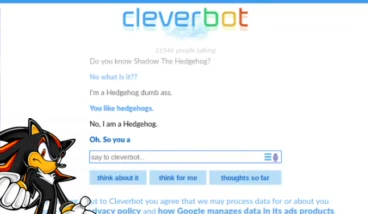 cleverbot
11546 people talking
Do you know Shadow The Hedgehog?
No what is it!?
I'm a Hedgehog dumb ass.
You like hedgehogs.
No, I am a Hedgehog.
Oh. So you a
say to cleverbot...
think about it think for me thoughts so far
out to Cleverbot you agree that we may process data for or about you
privacy policy and how Google manages data in its ads products